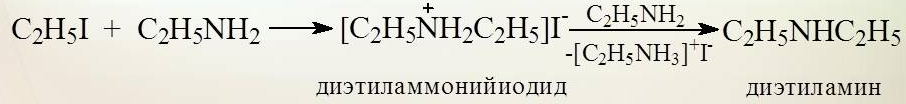 C₂H₅I + C₂H₅NH₂ ⟶ [C₂H₅N⁺H₂C₂H₅]I⁻ C₂H₅NH₂ ⟶ -[C₂H₅NH₃]⁺I⁻ C₂H₅NHC₂H₅
диэтиламмонийиодид диэтиламин